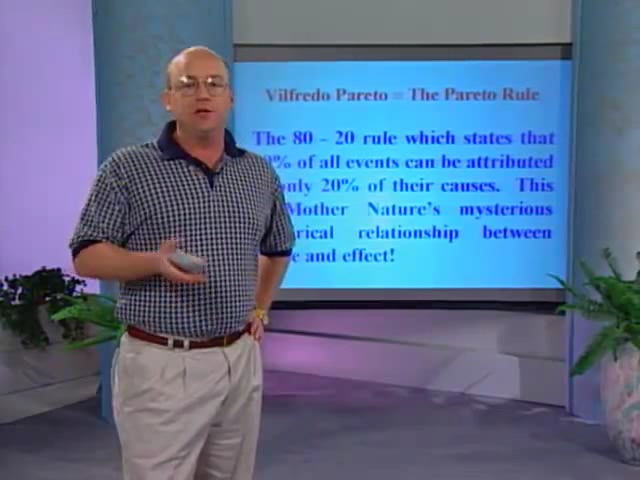 Vilfredo Pareto = The Pareto Rule
The 80 - 20 rule which states that
% of all events can be attributed
only 20% of their causes. This
Mother Nature's mysterious
relationship between
and effect!